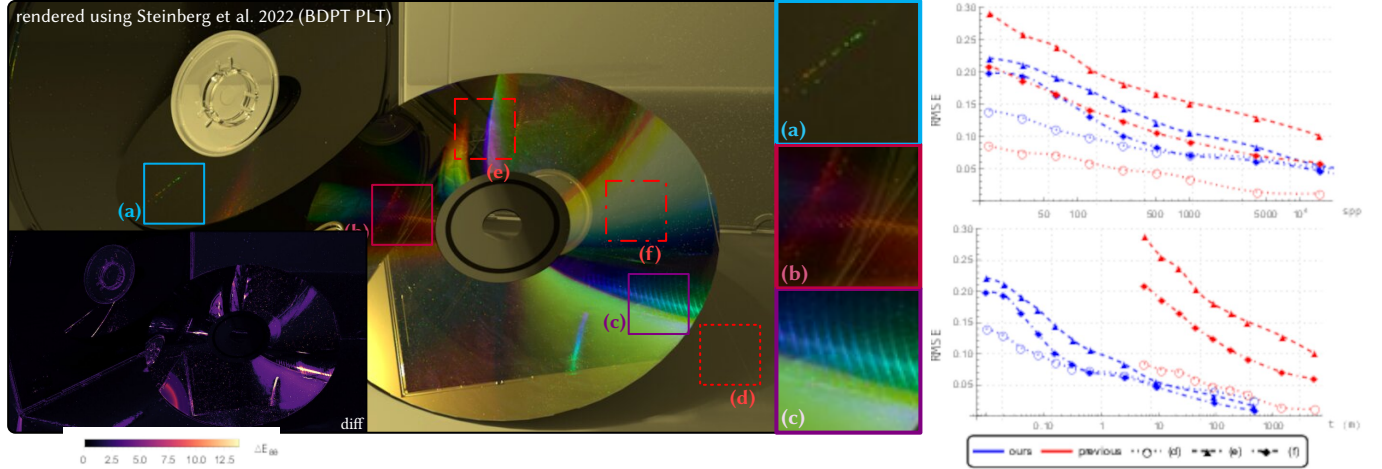 rendered using Steinberg et al. 2022 (BDPT PLT)
(a)
(b)
(e)
(f)
(c)
(d)
diff
0 2.5 5.0 7.5 10.0 12.5
(a)
(b)
(c)
0.30
0.25
0.20
0.15
0.10
0.05
RMSE
50 100 500 1000 5000 10⁴ spp
0.30
0.25
0.20
0.15
0.10
0.05
RMSE
0.10 1 10 100 1000 t (m)
ours previous (d) (e) (f)